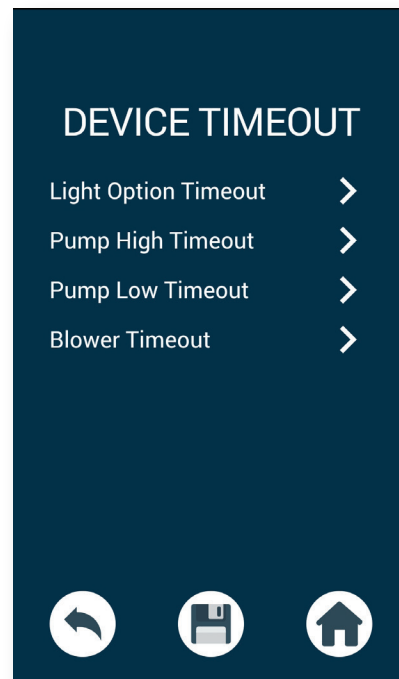 DEVICE TIMEOUT
Light Option Timeout
Pump High Timeout
Pump Low Timeout
Blower Timeout